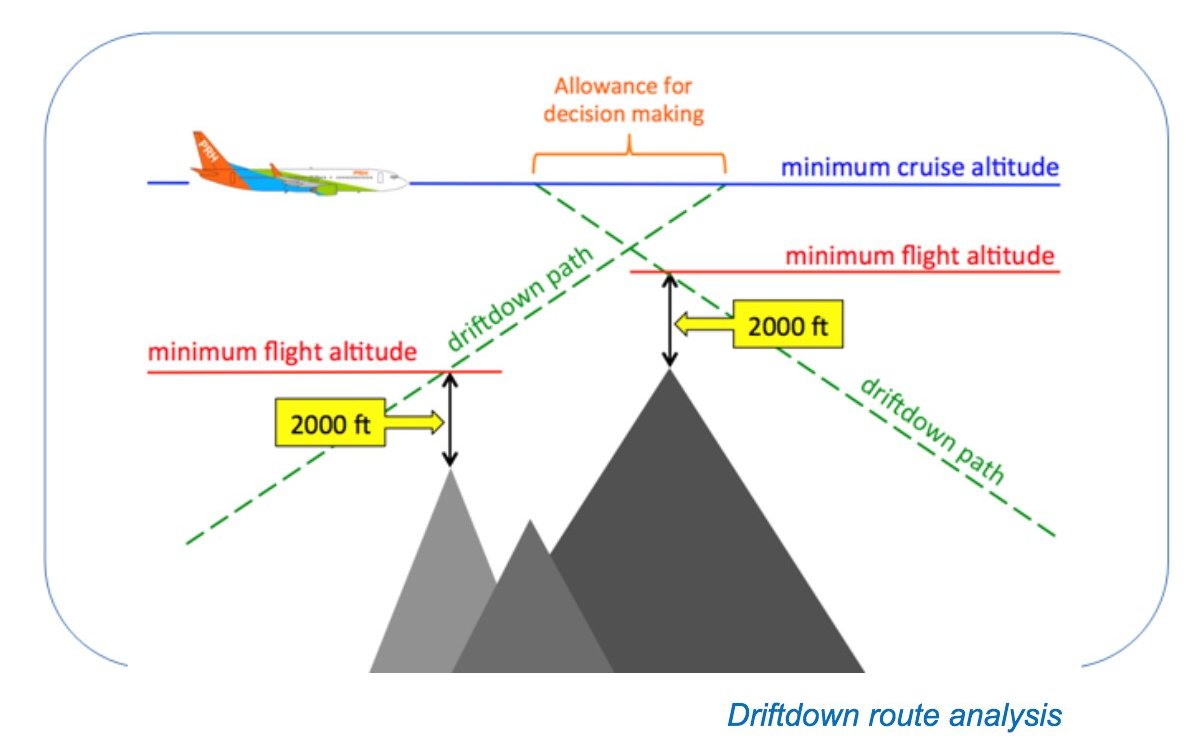 Allowance for
decision making
PRH
PRH
minimum cruise altitude
minimum flight altitude
driftdown path
2000 ft
minimum flight altitude
driftdown path
2000 ft
Driftdown route analysis